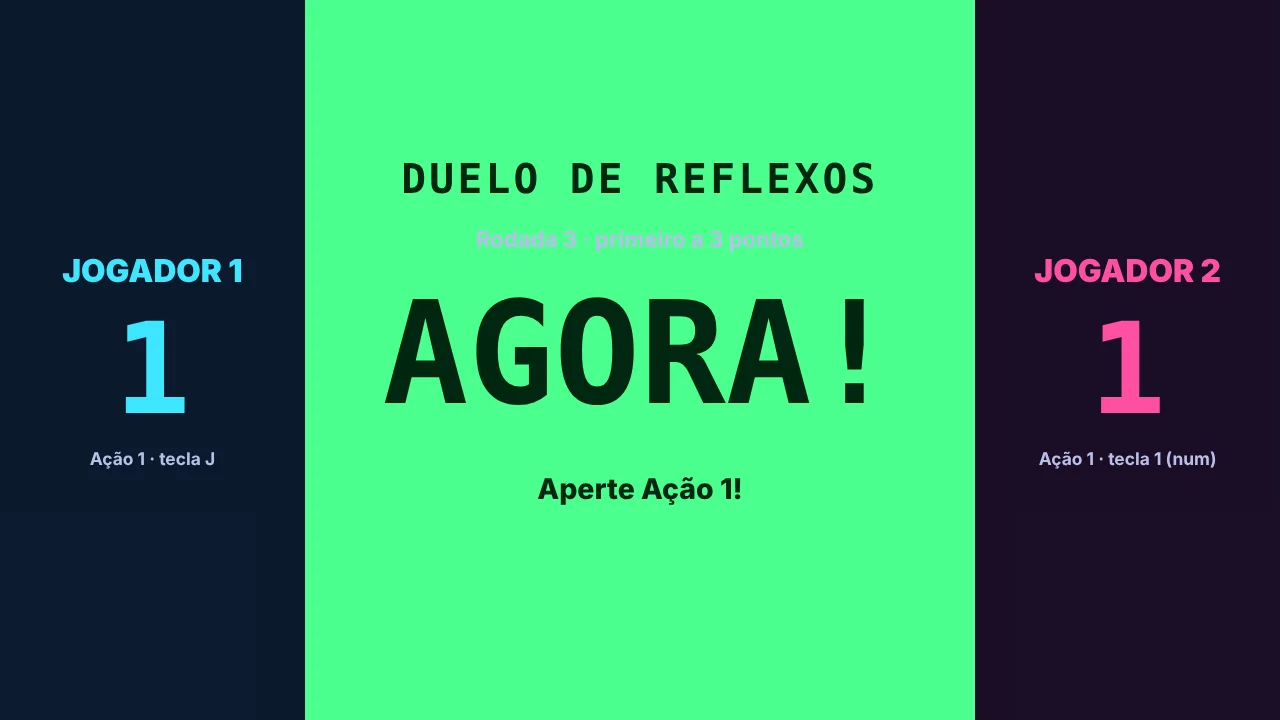 DUELO DE REFLEXOS
Rodada 3 · primeiro a 3 pontos
JOGADOR 1
1
Ação 1 · tecla J
AGORA!
Aperte Ação 1!
JOGADOR 2
1
Ação 1 · tecla 1 (num)